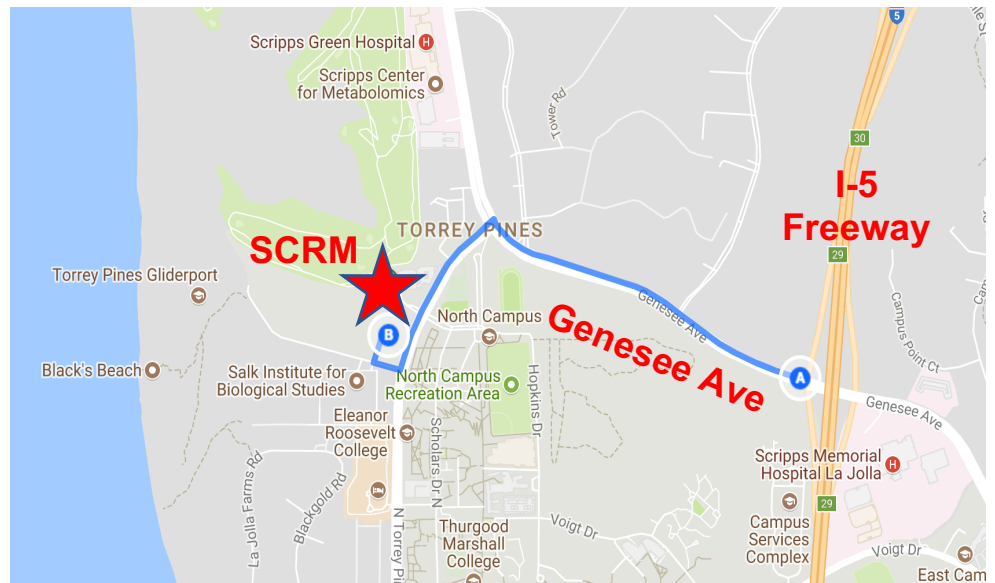 5
Scripps Green Hospital
H
Scripps Center
for Metabolomics
Tower Rd
30
I-5
Freeway
TORREY PINES
SCRM
29
Torrey Pines Gliderport
Genesee Ave
Genesee Ave
North Campus
B
Campus Point Ct
Black's Beach
Salk Institute for
Biological Studies
North Campus
Recreation Area
Hopkins Dr
A
Genesee Ave
Eleanor
Roosevelt
College
Scholars Dr N
Scripps Memorial
Hospital La Jolla
H
La Jolla Farms Rd
Blackgold Rd
29
N Torrey Pi
Thurgood
Marshall
College
Voigt Dr
Campus
Services
Complex
Voigt Dr
East Cam